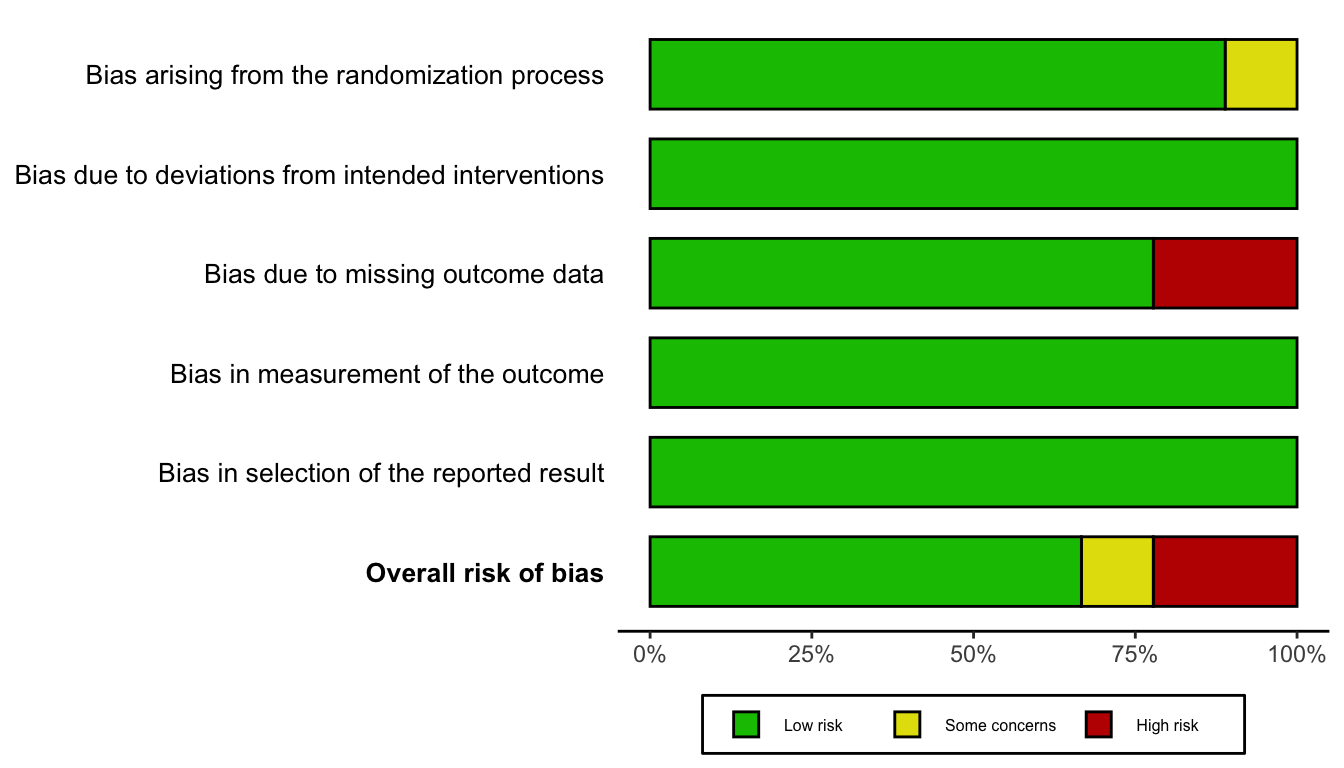 Bias arising from the randomization process
Bias due to deviations from intended interventions
Bias due to missing outcome data
Bias in measurement of the outcome
Bias in selection of the reported result
Overall risk of bias
0% 25% 50% 75% 100%
Low risk Some concerns High risk